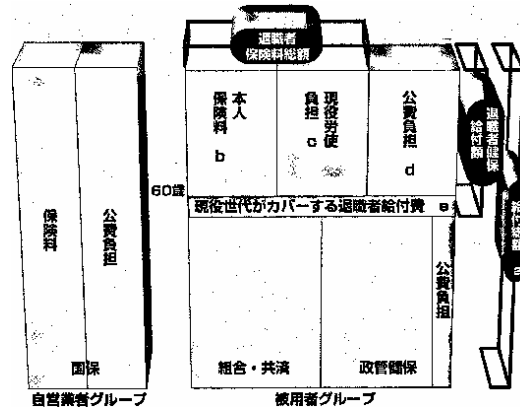 退職者
保険料総額
本人
保険料
b
現役労使
負担
c
公費負担
d
退職者健保
給付額
60歳
現役世代がカバーする退職者給付費 e
保険料
公費負担
公費負担
国保
組合・共済
政管健保
自営業者グループ
被用者グループ